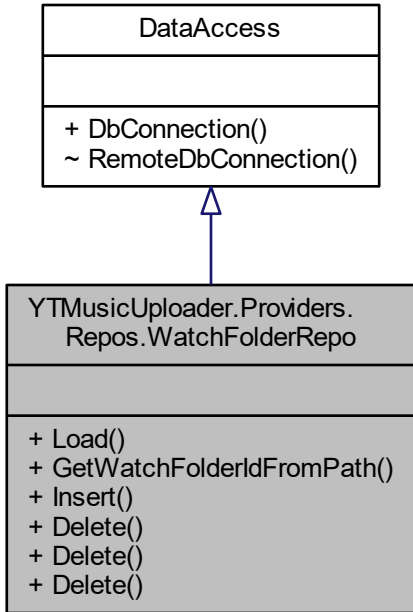 DataAccess
+ DbConnection()
~ RemoteDbConnection()
YTMusicUploader.Providers.
Repos.WatchFolderRepo
+ Load()
+ GetWatchFolderIdFromPath()
+ Insert()
+ Delete()
+ Delete()
+ Delete()